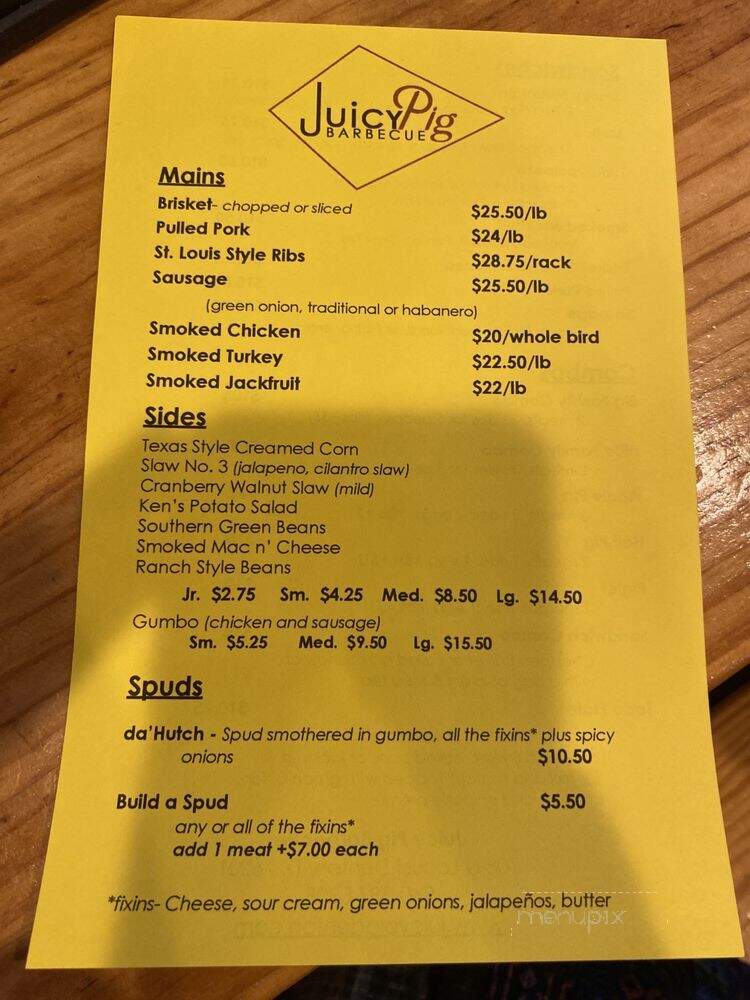 JuicyPig
BARBECUE
Mains
Brisket- chopped or sliced $25.50/lb
Pulled Pork $24/lb
St. Louis Style Ribs $28.75/rack
Sausage $25.50/lb
(green onion, traditional or habanero)
Smoked Chicken $20/whole bird
Smoked Turkey $22.50/lb
Smoked Jackfruit $22/lb
Sides
Texas Style Creamed Corn
Slaw No. 3 (jalapeno, cilantro slaw)
Cranberry Walnut Slaw (mild)
Ken's Potato Salad
Southern Green Beans
Smoked Mac n' Cheese
Ranch Style Beans
Jr. $2.75 Sm. $4.25 Med. $8.50 Lg. $14.50
Gumbo (chicken and sausage)
Sm. $5.25 Med. $9.50 Lg. $15.50
Spuds
da'Hutch - Spud smothered in gumbo, all the fixins* plus spicy
onions $10.50
Build a Spud $5.50
any or all of the fixins*
add 1 meat +$7.00 each
*fixins- Cheese, sour cream, green onions, jalapeños, butter
menupix